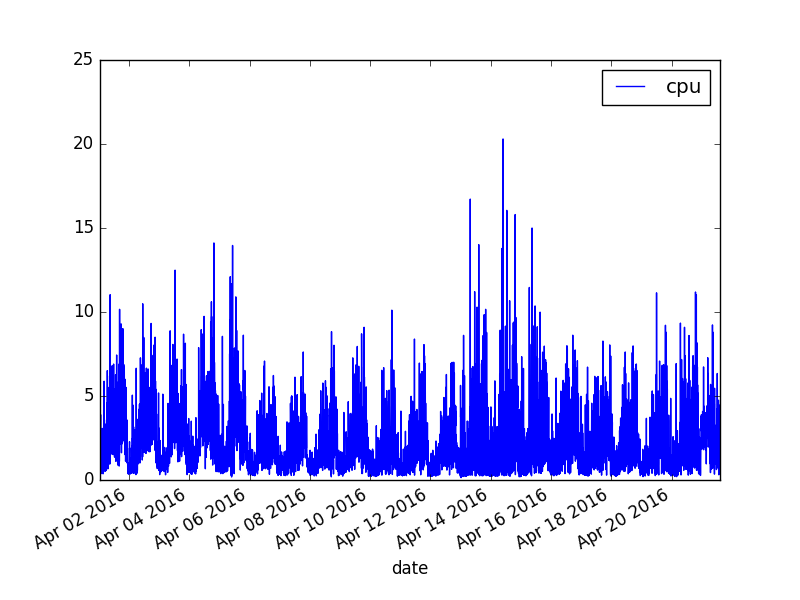 25
cpu
20
15
10
5
0
Apr 02 2016
Apr 04 2016
Apr 06 2016
Apr 08 2016
Apr 10 2016
Apr 12 2016
Apr 14 2016
Apr 16 2016
Apr 18 2016
Apr 20 2016
date